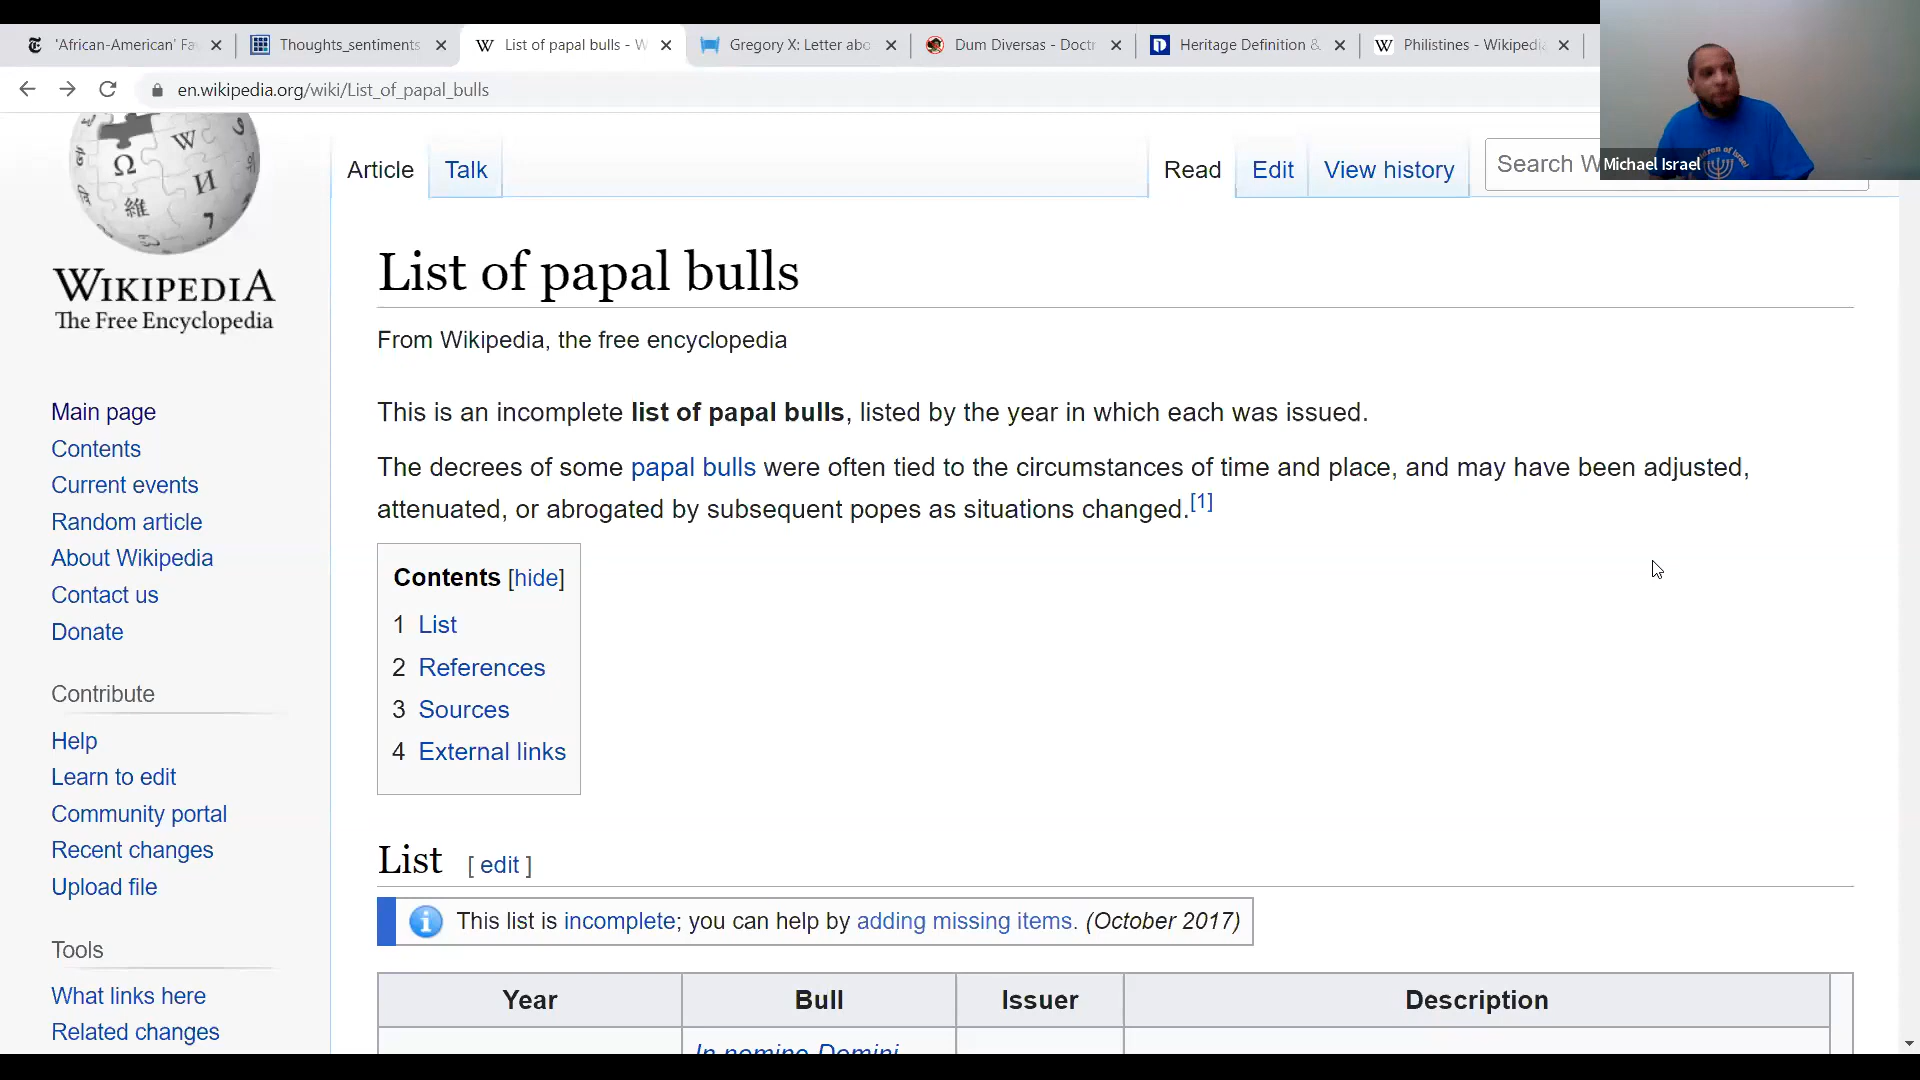 'African-American' Fa
Thoughts_sentiments
List of papal bulls - W
Gregory X: Letter abo
Dum Diversas - Doctr
Heritage Definition &
Philistines - Wikipedi
en.wikipedia.org/wiki/List_of_papal_bulls
Michael Israel
WIKIPEDIA
The Free Encyclopedia
Article
Talk
Read
Edit
View history
Search W
List of papal bulls
From Wikipedia, the free encyclopedia
This is an incomplete list of papal bulls, listed by the year in which each was issued.
The decrees of some papal bulls were often tied to the circumstances of time and place, and may have been adjusted,
attenuated, or abrogated by subsequent popes as situations changed.[1]
Contents [hide]
1 List
2 References
3 Sources
4 External links
List [ edit ]
This list is incomplete; you can help by adding missing items. (October 2017)
Year
Bull
Issuer
Description
In nomine Domini
Main page
Contents
Current events
Random article
About Wikipedia
Contact us
Donate
Contribute
Help
Learn to edit
Community portal
Recent changes
Upload file
Tools
What links here
Related changes